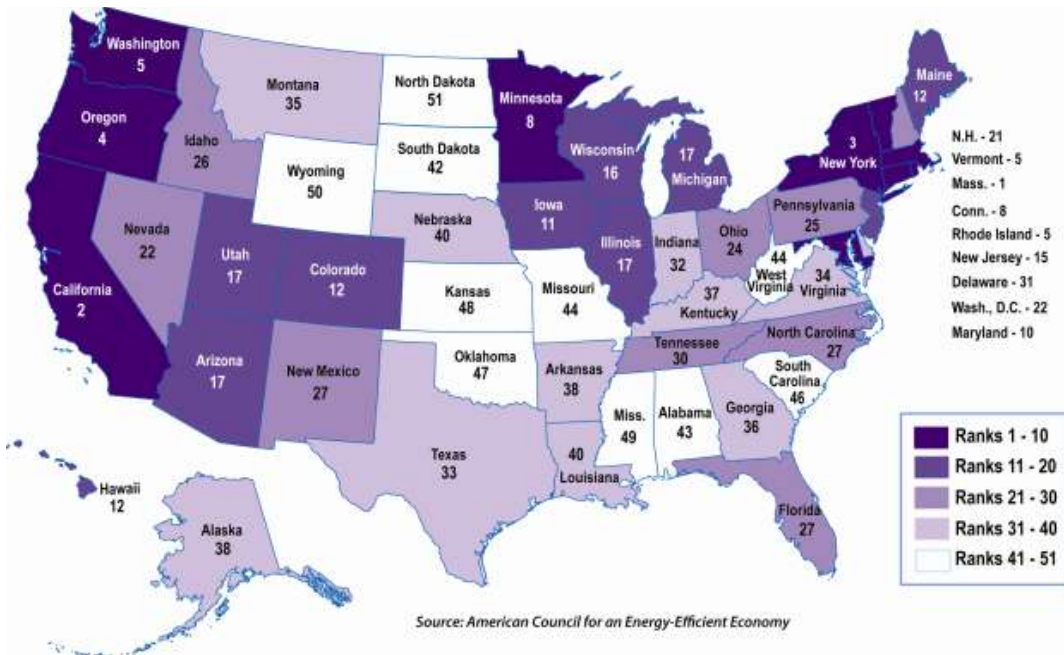 Washington
5
Oregon
4
California
2
Idaho
26
Nevada
22
Montana
35
Wyoming
50
Utah
17
Colorado
12
Arizona
17
New Mexico
27
North Dakota
51
South Dakota
42
Nebraska
40
Kansas
48
Oklahoma
47
Texas
33
Minnesota
8
Iowa
11
Missouri
44
Arkansas
38
40
Louisiana
Wisconsin
16
Illinois
17
17
Michigan
Indiana
32
Ohio
24
37
Kentucky
Tennessee
30
Miss.
49
Alabama
43
Georgia
36
Florida
27
South
Carolina
46
North Carolina
27
34
Virginia
44
West
Virginia
Pennsylvania
25
3
New York
Maine
12
N.H. - 21
Vermont - 5
Mass. - 1
Conn. - 8
Rhode Island - 5
New Jersey - 15
Delaware - 31
Wash., D.C. - 22
Maryland - 10
Hawaii
12
Alaska
38
Ranks 1 - 10
Ranks 11 - 20
Ranks 21 - 30
Ranks 31 - 40
Ranks 41 - 51
Source: American Council for an Energy-Efficient Economy